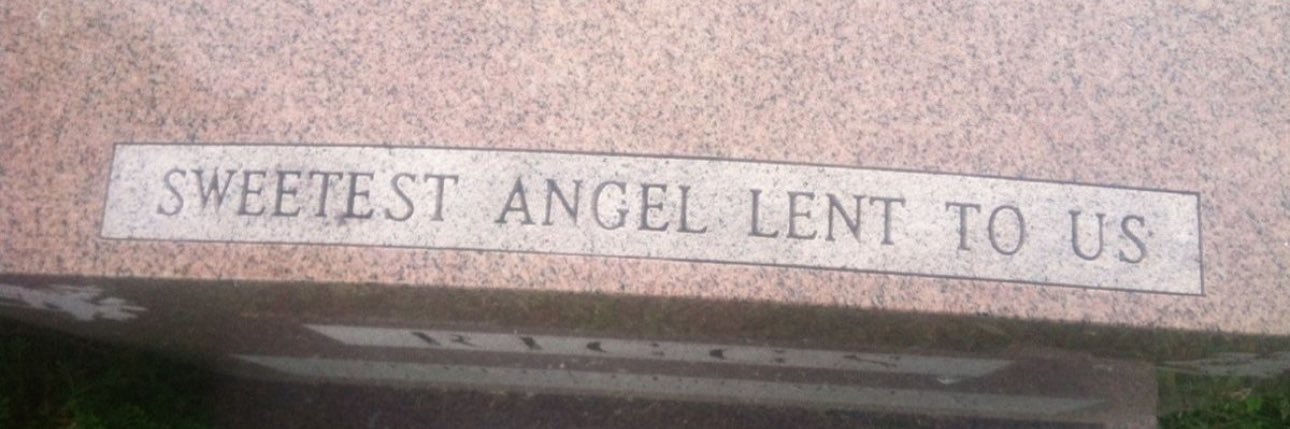 SWEETEST ANGEL LENT TO US